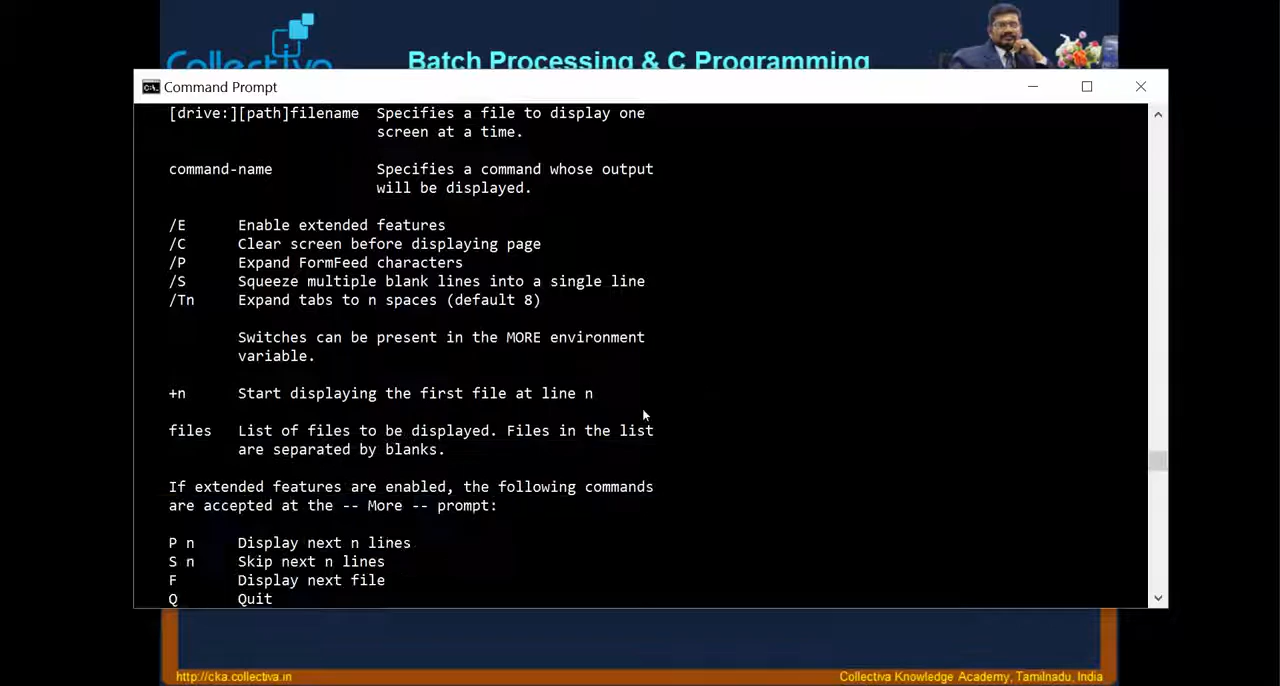 Collectiva
Batch Processing & C Programming
Command Prompt
[drive:][path]filename  Specifies a file to display one
screen at a time.
command-name  Specifies a command whose output
will be displayed.
/E  Enable extended features
/C  Clear screen before displaying page
/P  Expand FormFeed characters
/S  Squeeze multiple blank lines into a single line
/Tn  Expand tabs to n spaces (default 8)
Switches can be present in the MORE environment
variable.
+n  Start displaying the first file at line n
files  List of files to be displayed. Files in the list
are separated by blanks.
If extended features are enabled, the following commands
are accepted at the -- More -- prompt:
P n  Display next n lines
S n  Skip next n lines
F  Display next file
Q  Quit
http://cka.collectiva.in
Collectiva Knowledge Academy, Tamilnadu, India